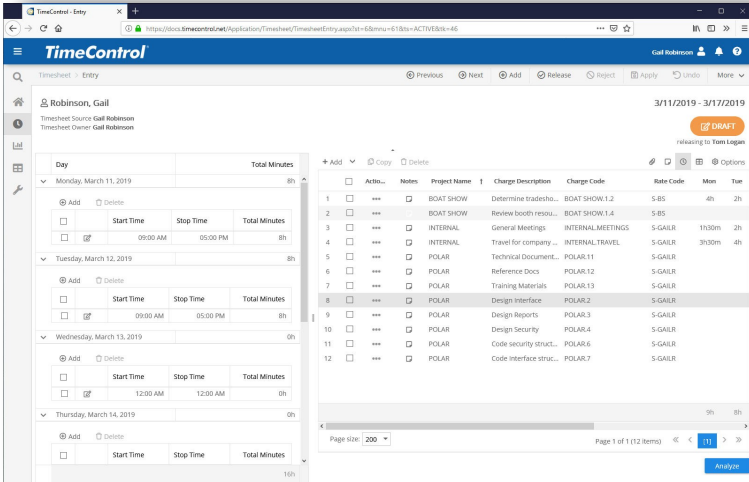 TimeControl - Entry
https://docs.timecontrol.net/Application/Timesheet/TimesheetEntry.aspx?st=6&mnu=61&ts=ACTIVE&tk=46
TimeControl
Gail Robinson
Timesheet > Entry
Previous Next Add Release Reject Apply Undo More
Robinson, Gail
3/11/2019 - 3/17/2019
Timesheet Source Gail Robinson
Timesheet Owner Gail Robinson
DRAFT
releasing to Tom Logan
Day Total Minutes
Monday, March 11, 2019 8h
Add Delete
Start Time Stop Time Total Minutes
09:00 AM 05:00 PM 8h
Tuesday, March 12, 2019 8h
Add Delete
Start Time Stop Time Total Minutes
09:00 AM 05:00 PM 8h
Wednesday, March 13, 2019 0h
Add Delete
Start Time Stop Time Total Minutes
12:00 AM 12:00 AM 0h
Thursday, March 14, 2019 0h
Add Delete
Start Time Stop Time Total Minutes
16h
+ Add Copy Delete Options
Actio... Notes Project Name ↑ Charge Description Charge Code Rate Code Mon Tue
1 BOAT SHOW Determine tradesho... BOAT SHOW.1.2 S-BS 4h 2h
2 BOAT SHOW Review booth resou... BOAT SHOW.1.4 S-BS
3 INTERNAL General Meetings INTERNAL.MEETINGS S-GAILR 1h30m 2h
4 INTERNAL Travel for company ... INTERNAL.TRAVEL S-GAILR 3h30m 4h
5 POLAR Technical Document... POLAR.11 S-GAILR
6 POLAR Reference Docs POLAR.12 S-GAILR
7 POLAR Training Materials POLAR.13 S-GAILR
8 POLAR Design Interface POLAR.2 S-GAILR
9 POLAR Design Reports POLAR.3 S-GAILR
10 POLAR Design Security POLAR.4 S-GAILR
11 POLAR Code security struct... POLAR.6 S-GAILR
12 POLAR Code Interface struc... POLAR.7 S-GAILR
9h 8h
Page size: 200 Page 1 of 1 (12 items) [1]
Analyze